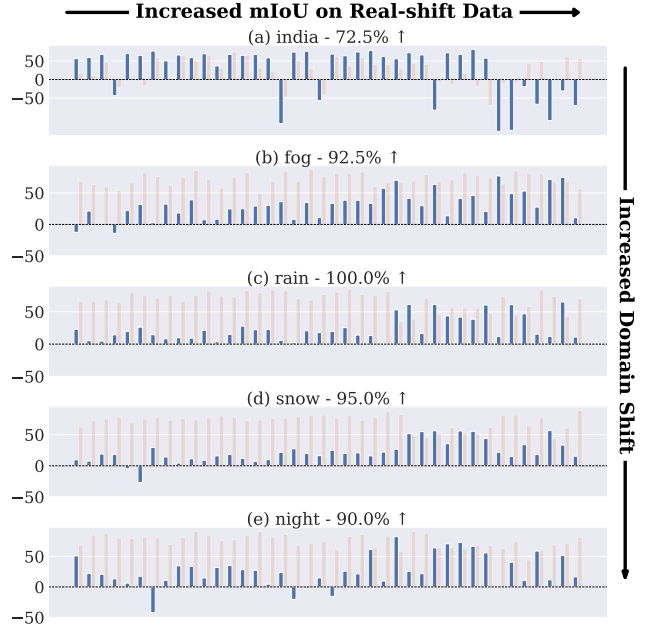 Increased mIoU on Real-shift Data
(a) india - 72.5% ↑
50
0
−50
(b) fog - 92.5% ↑
50
0
−50
(c) rain - 100.0% ↑
50
0
−50
(d) snow - 95.0% ↑
50
0
−50
(e) night - 90.0% ↑
50
0
−50
Increased Domain Shift